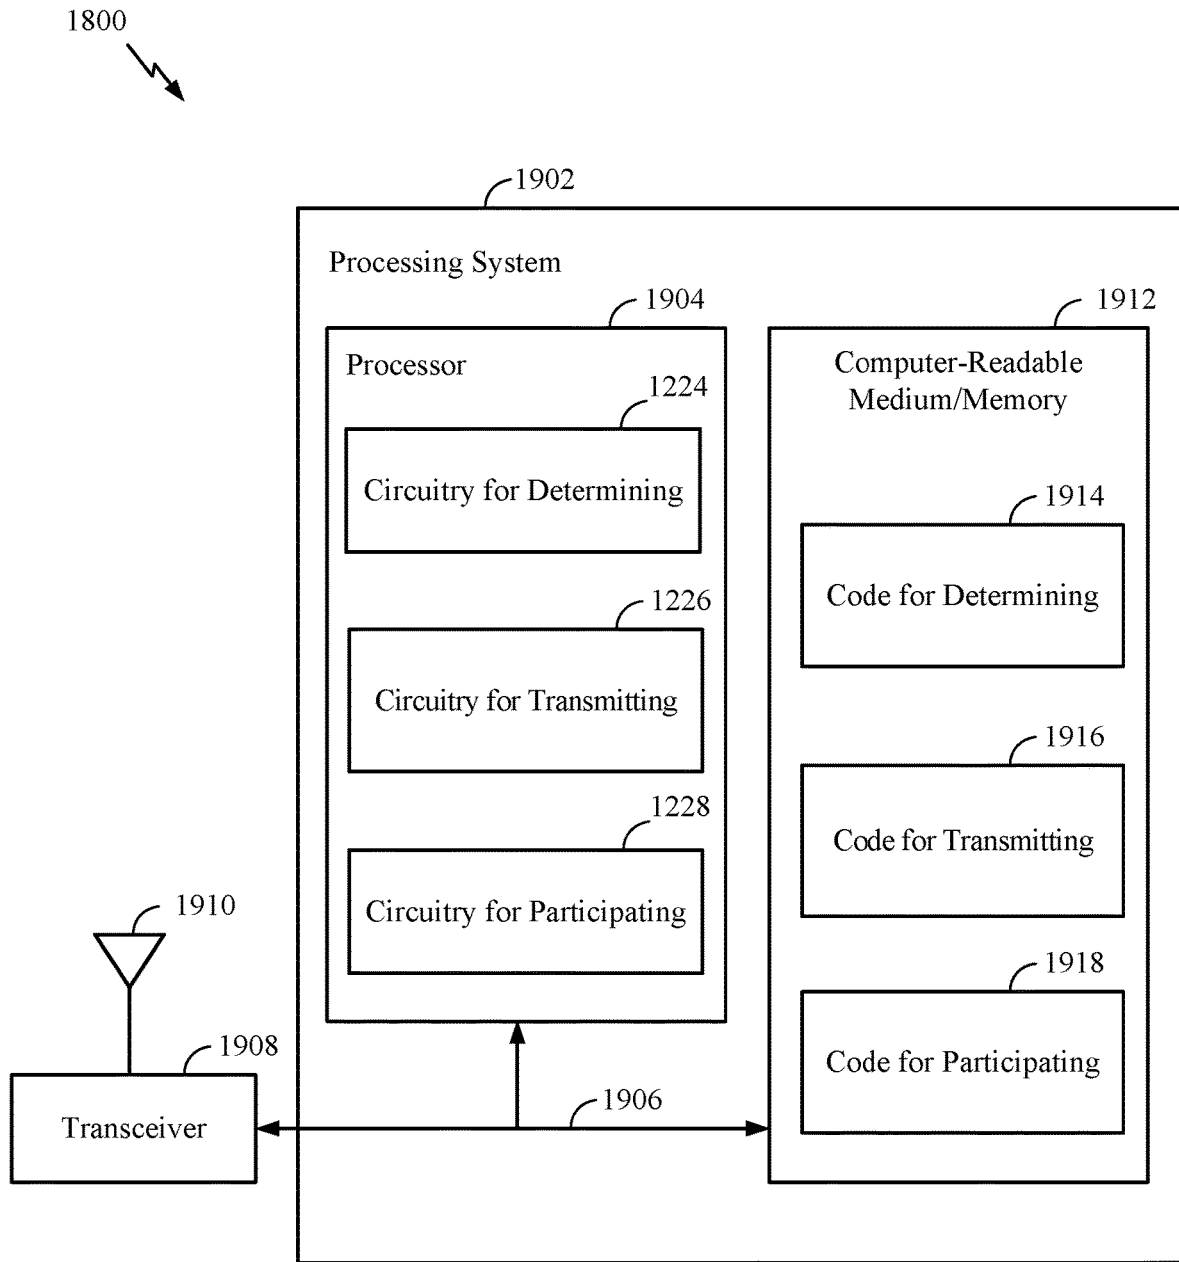 1800
1902
Processing System
1904
1912
Processor
Computer-Readable
Medium/Memory
1224
Circuitry for Determining
1914
Code for Determining
1226
Circuitry for Transmitting
1916
Code for Transmitting
1228
Circuitry for Participating
1910
1918
Code for Participating
1908
Transceiver
1906